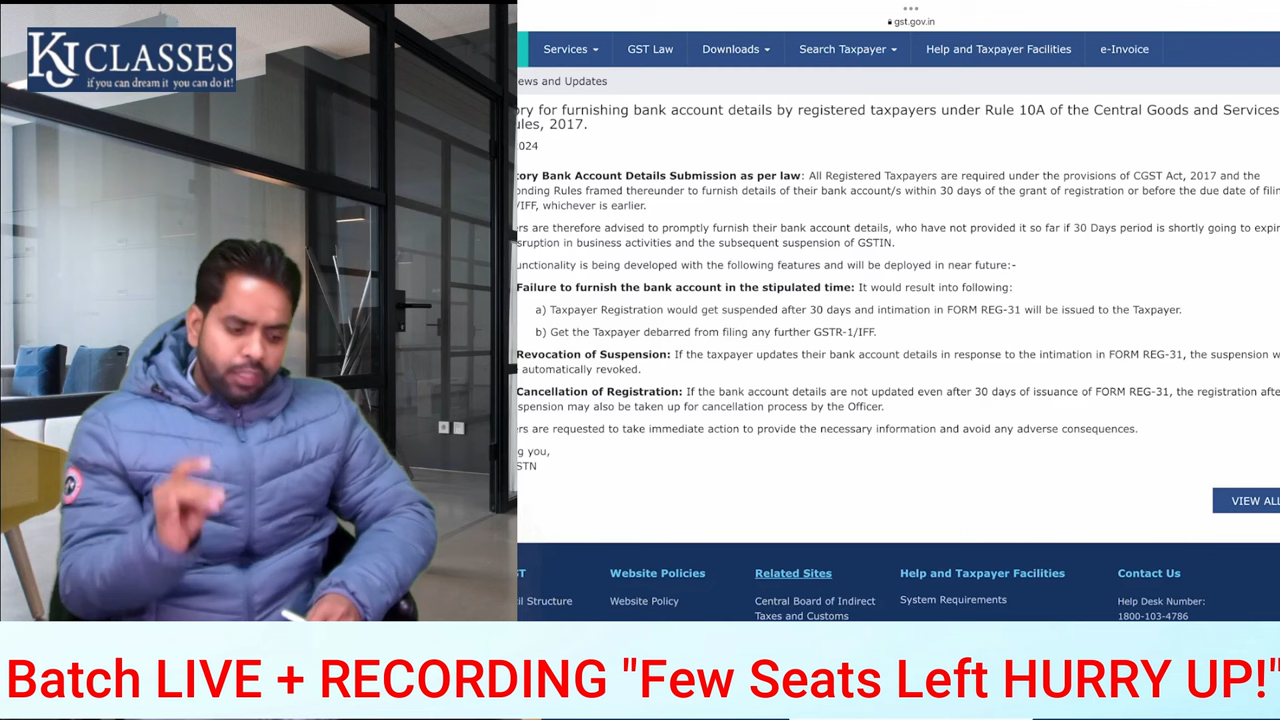 KJ CLASSES
if you can dream it you can do it!
gst.gov.in
Services
GST Law
Downloads
Search Taxpayer
Help and Taxpayer Facilities
e-Invoice
ews and Updates
ory for furnishing bank account details by registered taxpayers under Rule 10A of the Central Goods and Services
ules, 2017.
2024
tory Bank Account Details Submission as per law: All Registered Taxpayers are required under the provisions of CGST Act, 2017 and the
onding Rules framed thereunder to furnish details of their bank account/s within 30 days of the grant of registration or before the due date of filin
/IFF, whichever is earlier.
ers are therefore advised to promptly furnish their bank account details, who have not provided it so far if 30 Days period is shortly going to expir
sruption in business activities and the subsequent suspension of GSTIN.
unctionality is being developed with the following features and will be deployed in near future:-
Failure to furnish the bank account in the stipulated time: It would result into following:
a) Taxpayer Registration would get suspended after 30 days and intimation in FORM REG-31 will be issued to the Taxpayer.
b) Get the Taxpayer debarred from filing any further GSTR-1/IFF.
Revocation of Suspension: If the taxpayer updates their bank account details in response to the intimation in FORM REG-31, the suspension w
automatically revoked.
Cancellation of Registration: If the bank account details are not updated even after 30 days of issuance of FORM REG-31, the registration afte
spension may also be taken up for cancellation process by the Officer.
ers are requested to take immediate action to provide the necessary information and avoid any adverse consequences.
g you,
STN
VIEW ALL
ST
Website Policies
Related Sites
Help and Taxpayer Facilities
Contact Us
il Structure
Website Policy
Central Board of Indirect
Taxes and Customs
System Requirements
Help Desk Number:
1800-103-4786
Batch LIVE + RECORDING "Few Seats Left HURRY UP!"